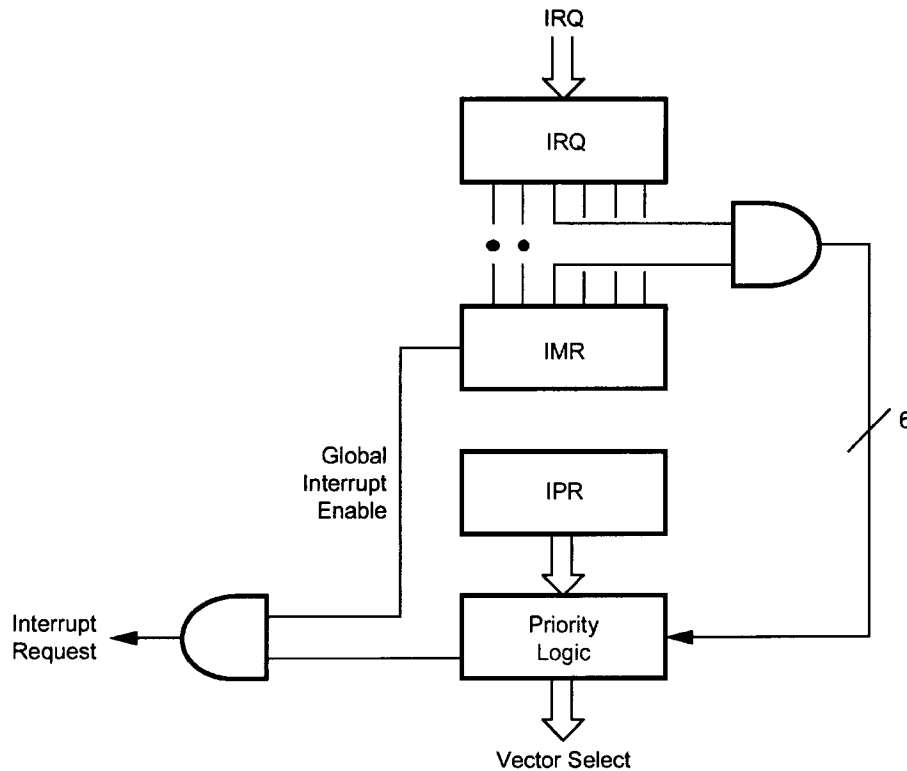 IRQ
IRQ
IMR
6
Global
Interrupt
Enable
IPR
Interrupt
Request
Priority
Logic
Vector Select